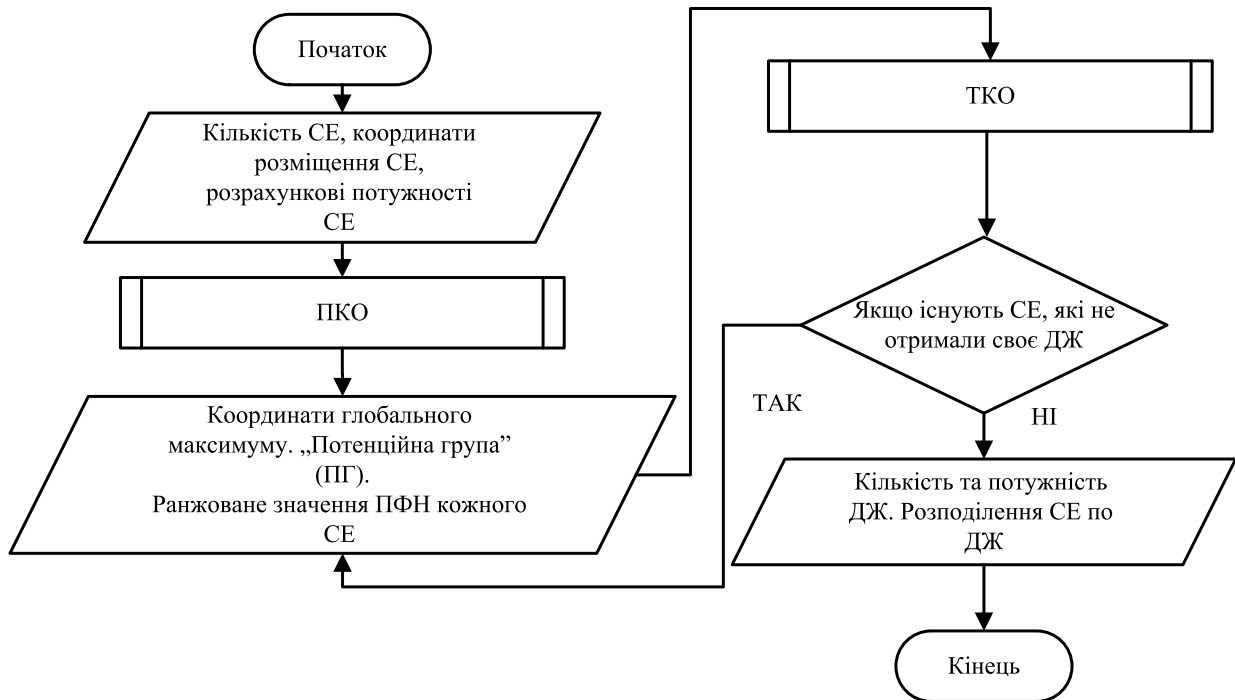 Початок
Кількість СЕ, координати
розміщення СЕ,
розрахункові потужності
СЕ
ПКО
Координати глобального
максимуму. „Потенційна група”
(ПГ).
Ранжоване значення ПФН кожного
СЕ
ТКО
Якщо існують СЕ, які не
отримали своє ДЖ
ТАК
НІ
Кількість та потужність
ДЖ. Розподілення СЕ по
ДЖ
Кінець